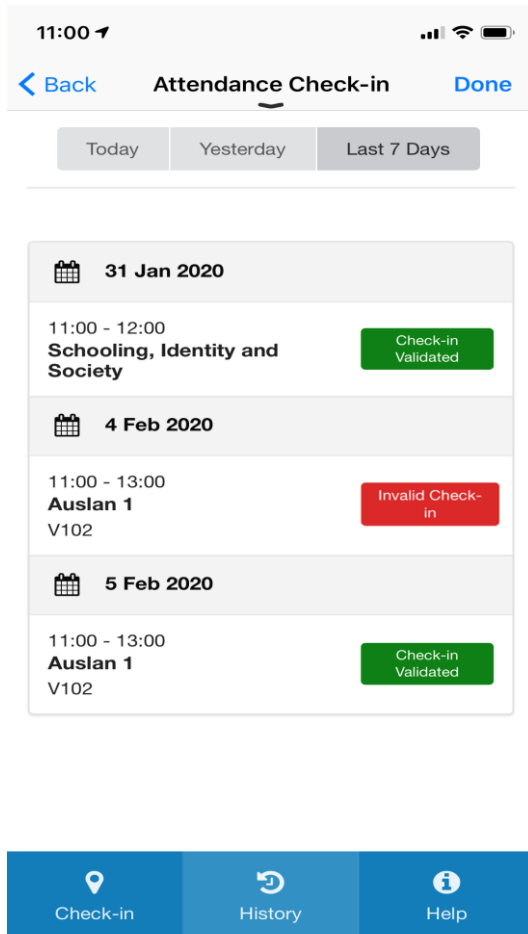 11:00
Back
Attendance Check-in
Done
Today
Yesterday
Last 7 Days
31 Jan 2020
11:00 - 12:00
Schooling, Identity and
Society
Check-in
Validated
4 Feb 2020
11:00 - 13:00
Auslan 1
V102
Invalid Check-
in
5 Feb 2020
11:00 - 13:00
Auslan 1
V102
Check-in
Validated
Check-in
History
Help